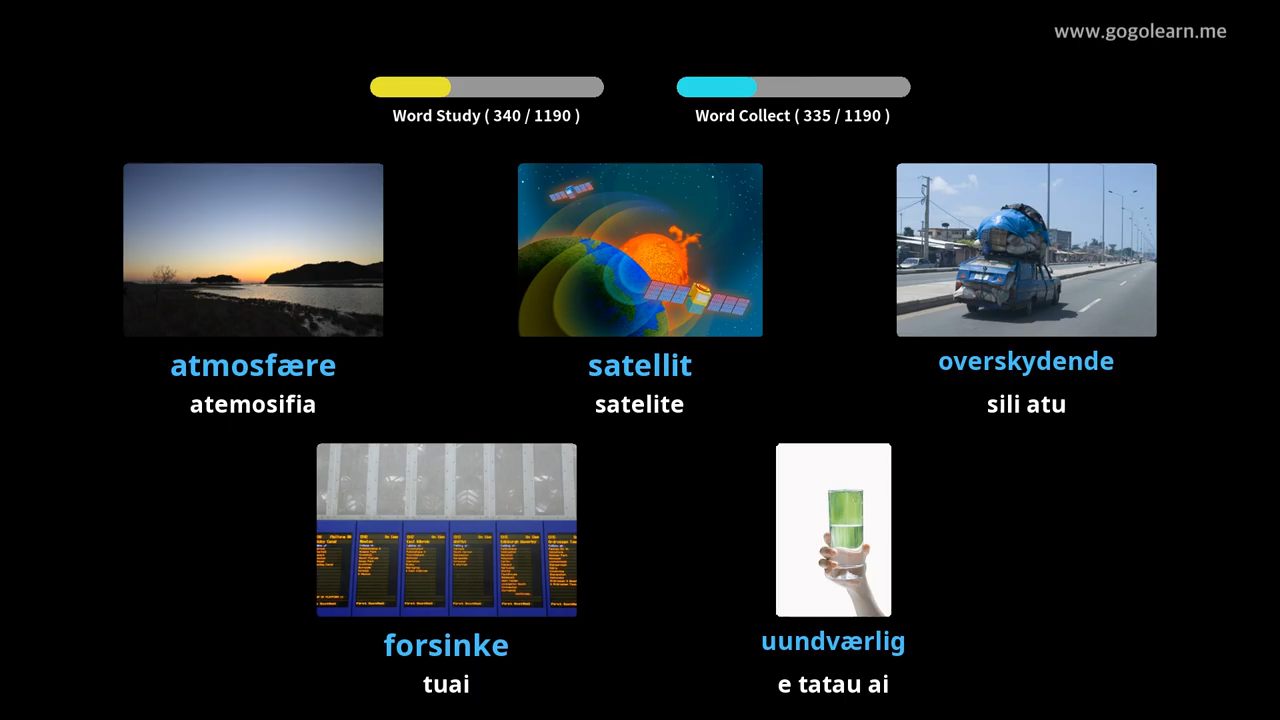 www.gogolearn.me
Word Study ( 340 / 1190 )
Word Collect ( 335 / 1190 )
atmosfære
atemosifia
satellit
satelite
overskydende
sili atu
forsinke
tuai
uundværlig
e tatau ai